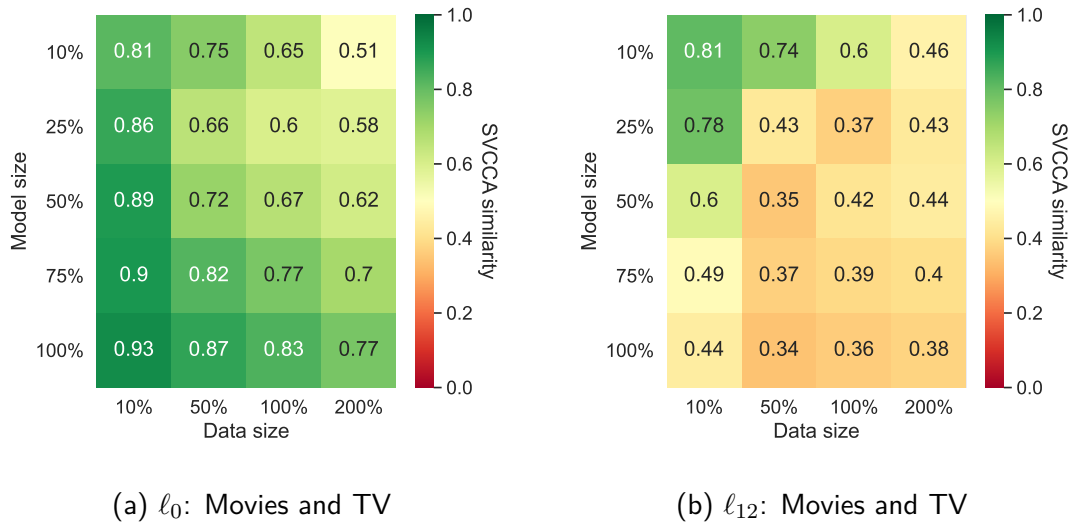 10% 0.81 0.75 0.65 0.51
25% 0.86 0.66 0.6 0.58
50% 0.89 0.72 0.67 0.62
75% 0.9 0.82 0.77 0.7
100% 0.93 0.87 0.83 0.77
10% 50% 100% 200%
Data size
Model size
1.0
0.8
0.6
0.4
0.2
0.0
SVCCA similarity
(a) ℓ₀: Movies and TV
10% 0.81 0.74 0.6 0.46
25% 0.78 0.43 0.37 0.43
50% 0.6 0.35 0.42 0.44
75% 0.49 0.37 0.39 0.4
100% 0.44 0.34 0.36 0.38
10% 50% 100% 200%
Data size
Model size
1.0
0.8
0.6
0.4
0.2
0.0
SVCCA similarity
(b) ℓ₁₂: Movies and TV